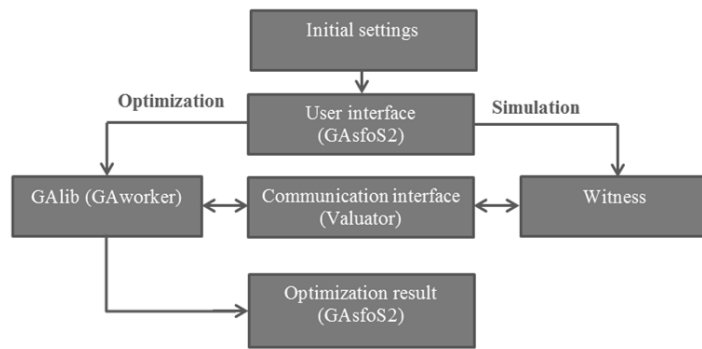 Initial settings
Optimization
User interface
(GAsfoS2)
Simulation
GAlib (GAworker)
Communication interface
(Valuator)
Witness
Optimization result
(GAsfoS2)